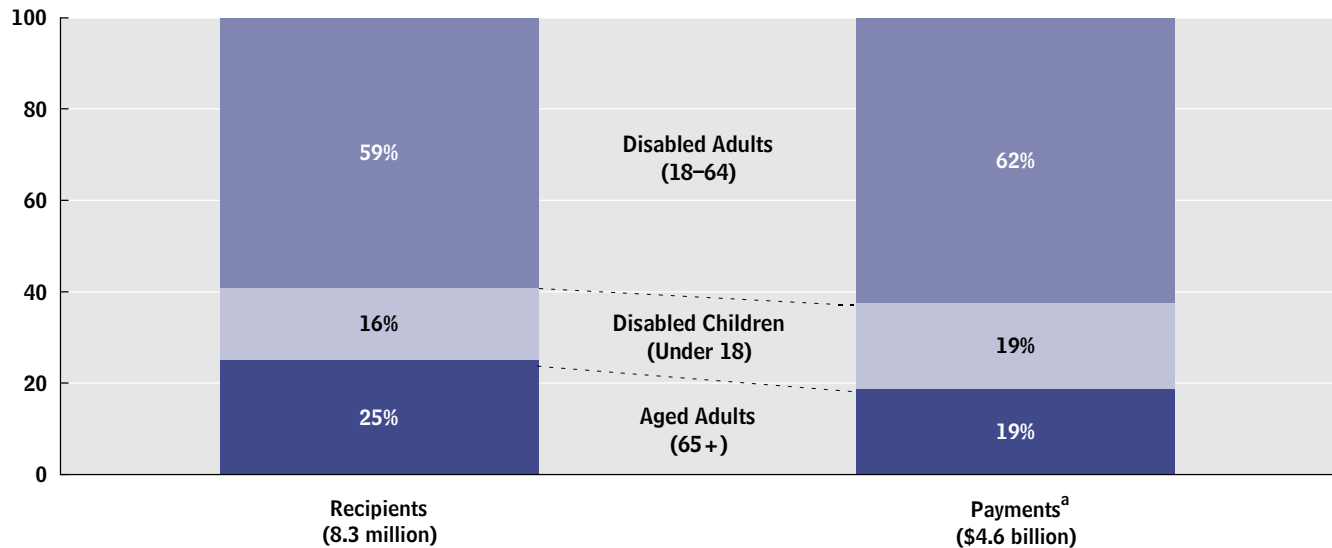 100
80
60
40
20
0
59%
16%
25%
Disabled Adults
(18–64)
Disabled Children
(Under 18)
Aged Adults
(65+)
62%
19%
19%
Recipients
(8.3 million)
Paymentsª
($4.6 billion)